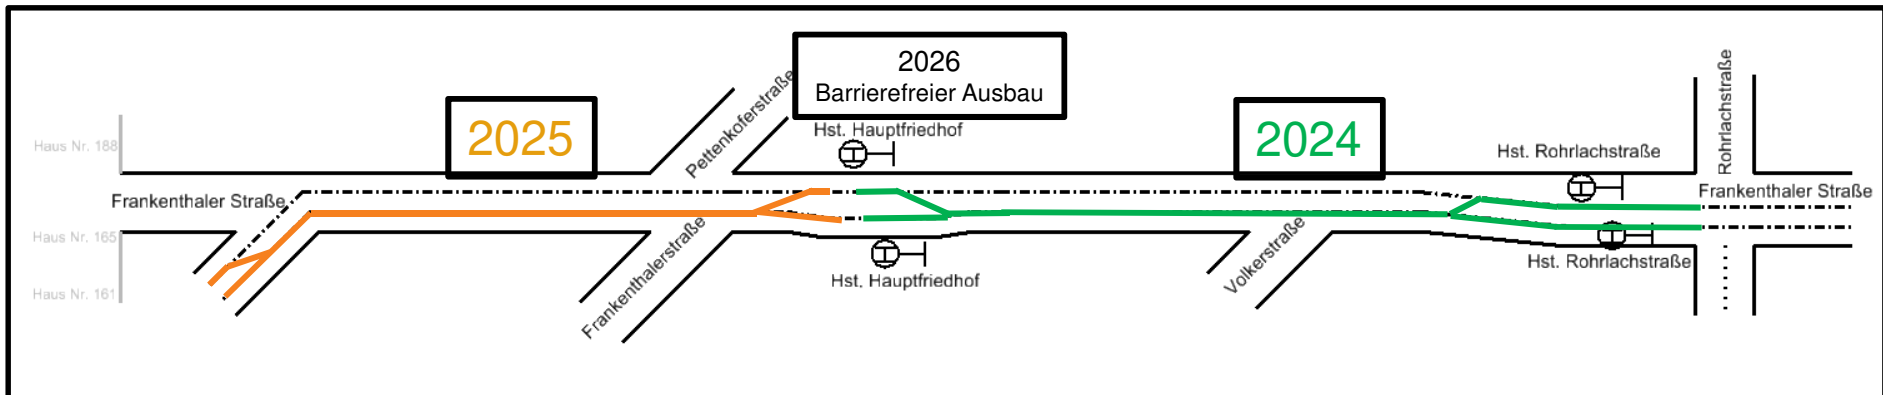 2026
Barrierefreier Ausbau
2025
2024
Pettenkoferstraße
Hst. Hauptfriedhof
Rohrlachstraße
Haus Nr. 188
Hst. Rohrlachstraße
Frankenthaler Straße
Frankenthaler Straße
Haus Nr. 165
Frankenthalerstraße
Volkerstraße
Hst. Rohrlachstraße
Hst. Hauptfriedhof
Haus Nr. 161